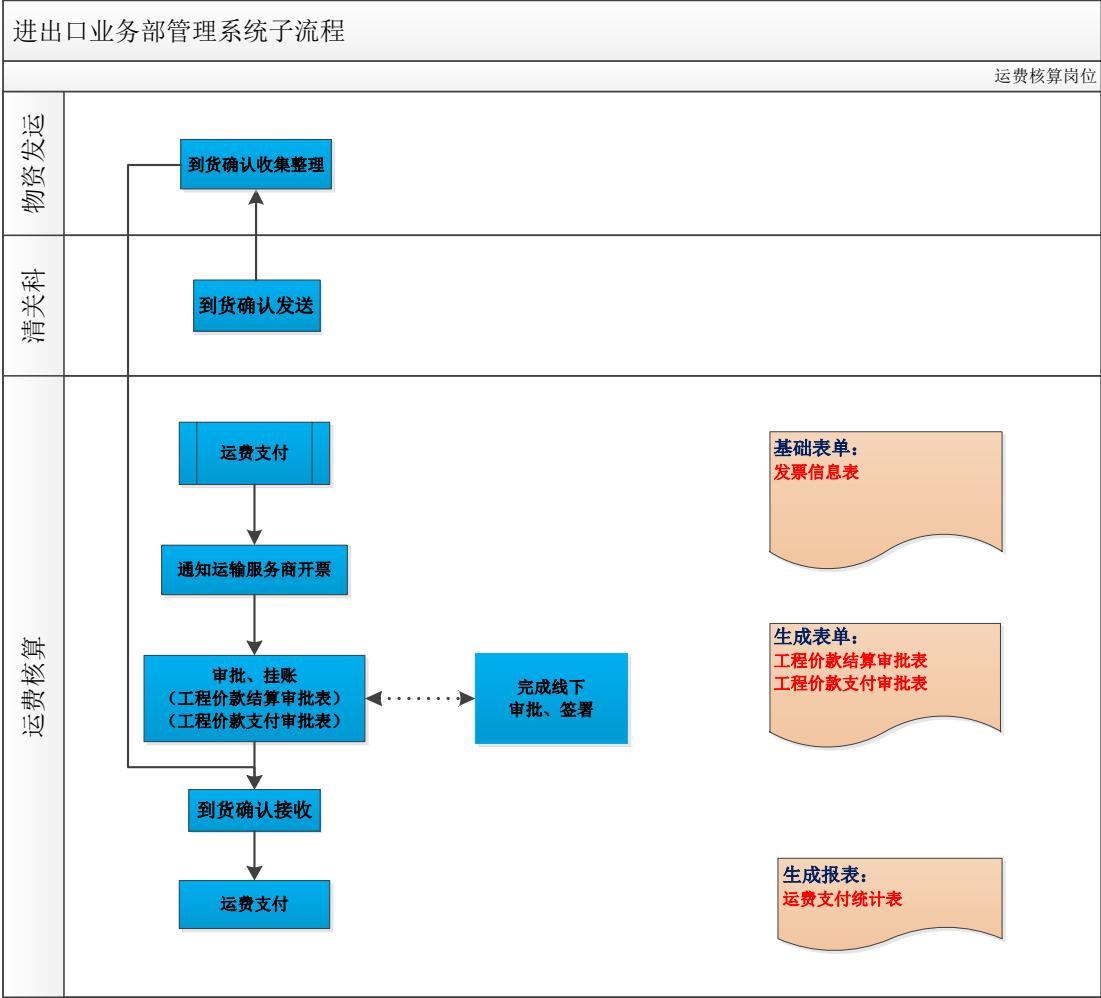 进出口业务部管理系统子流程
运费核算岗位
物资发运
到货确认收集整理
清关科
到货确认发送
运费核算
运费支付
通知运输服务商开票
审批、挂账
（工程价款结算审批表）
（工程价款支付审批表）
完成线下
审批、签署
到货确认接收
运费支付
基础表单：
发票信息表
生成表单：
工程价款结算审批表
工程价款支付审批表
生成报表：
运费支付统计表